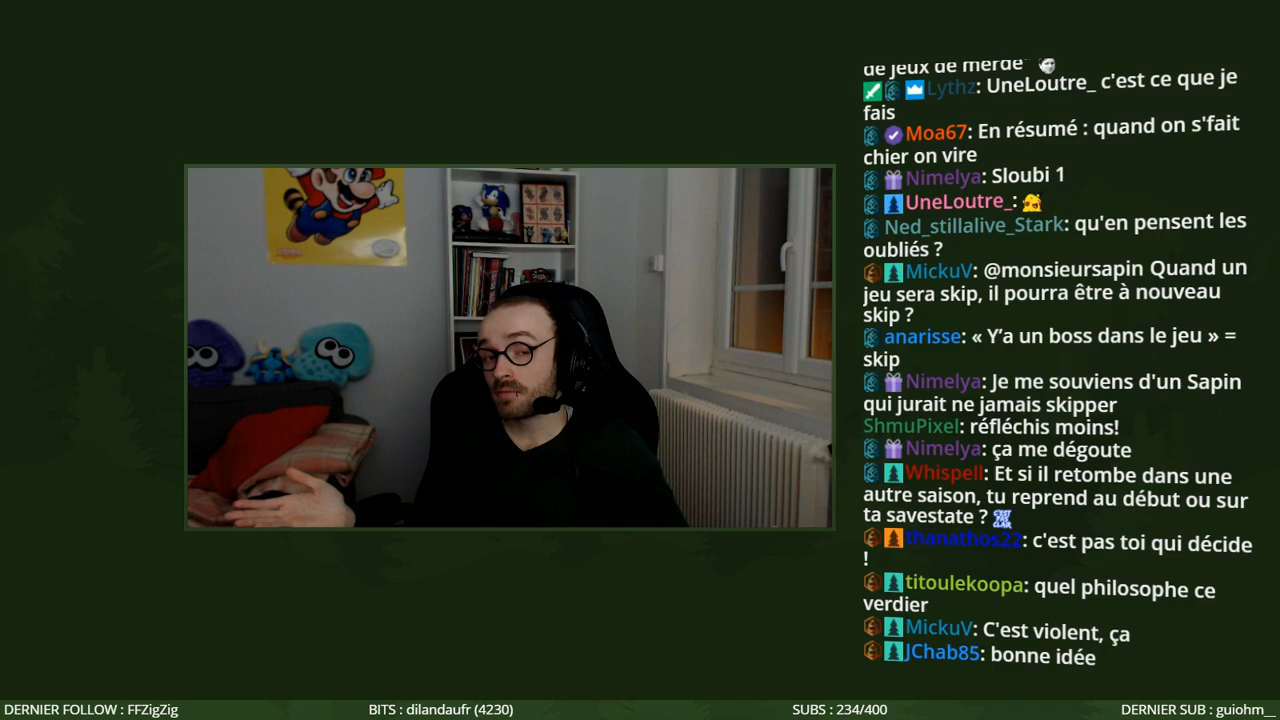 de jeux de merde"
Lythz: UneLoutre_ c'est ce que je
fais
Moa67: En résumé : quand on s'fait
chier on vire
Nimelya: Sloubi 1
UneLoutre_:
Ned_stillalive_Stark: qu'en pensent les
oubliés ?
MickuV: @monsieursapin Quand un
jeu sera skip, il pourra être à nouveau
skip ?
anarisse: « Y'a un boss dans le jeu » =
skip
Nimelya: Je me souviens d'un Sapin
qui jurait ne jamais skipper
ShmuPixel: réfléchis moins!
Nimelya: ça me dégoute
Whispell: Et si il retombe dans une
autre saison, tu reprend au début ou sur
ta savestate ? C'EST PAS CLAIR
thanathos22: c'est pas toi qui décide
!
titoulekoopa: quel philosophe ce
verdier
MickuV: C'est violent, ça
JChab85: bonne idée
DERNIER FOLLOW : FFZigZig
BITS : dilandaufr (4230)
SUBS : 234/400
DERNIER SUB : guiohm__